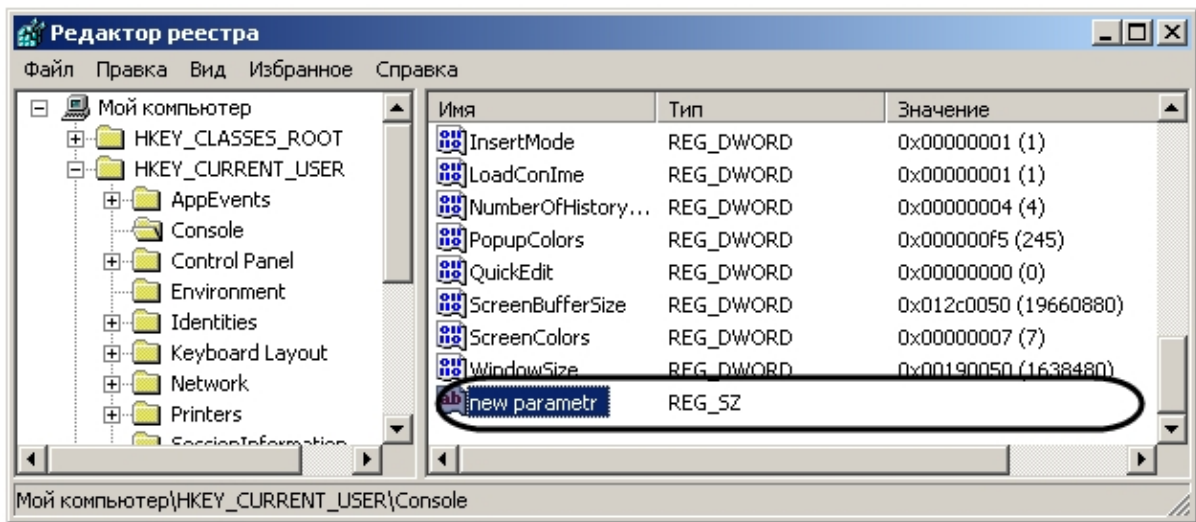 Редактор реестра
Файл Правка Вид Избранное Справка
Мой компьютер
HKEY_CLASSES_ROOT
HKEY_CURRENT_USER
AppEvents
Console
Control Panel
Environment
Identities
Keyboard Layout
Network
Printers
SessionInformation
Имя Тип Значение
InsertMode REG_DWORD 0x00000001 (1)
LoadConIme REG_DWORD 0x00000001 (1)
NumberOfHistory... REG_DWORD 0x00000004 (4)
PopupColors REG_DWORD 0x000000f5 (245)
QuickEdit REG_DWORD 0x00000000 (0)
ScreenBufferSize REG_DWORD 0x012c0050 (19660880)
ScreenColors REG_DWORD 0x00000007 (7)
WindowSize REG_DWORD 0x00190050 (1638480)
new parametr REG_SZ
Мой компьютер\HKEY_CURRENT_USER\Console